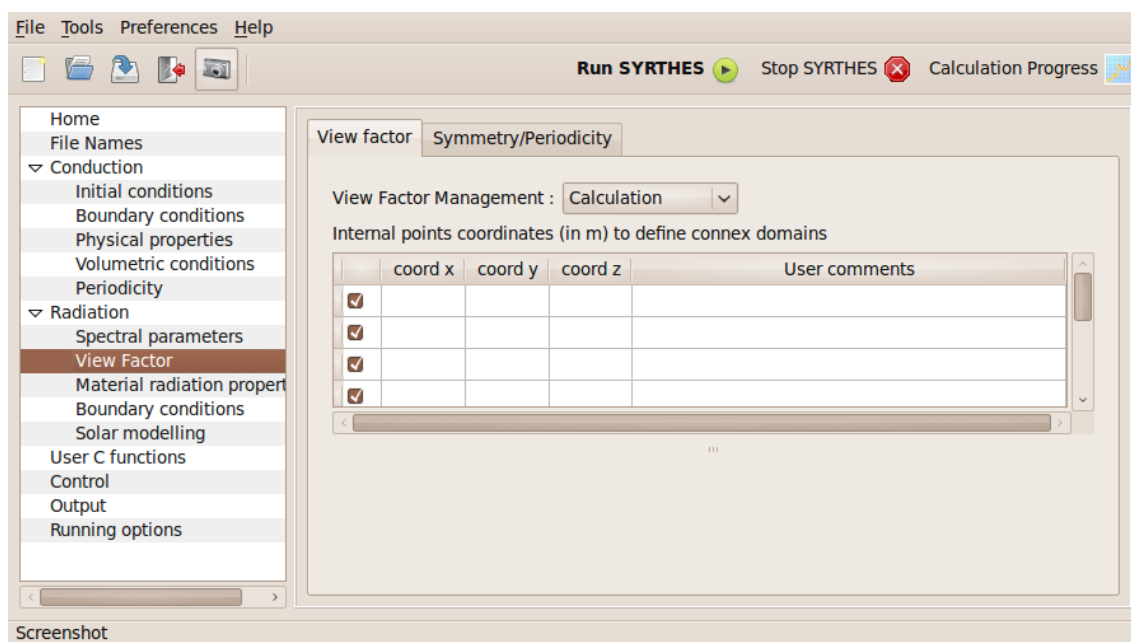 File Tools Preferences Help
Run SYRTHES Stop SYRTHES Calculation Progress
Home
File Names
Conduction
Initial conditions
Boundary conditions
Physical properties
Volumetric conditions
Periodicity
Radiation
Spectral parameters
View Factor
Material radiation propert
Boundary conditions
Solar modelling
User C functions
Control
Output
Running options
View factor Symmetry/Periodicity
View Factor Management : Calculation
Internal points coordinates (in m) to define connex domains
coord x coord y coord z User comments
Screenshot